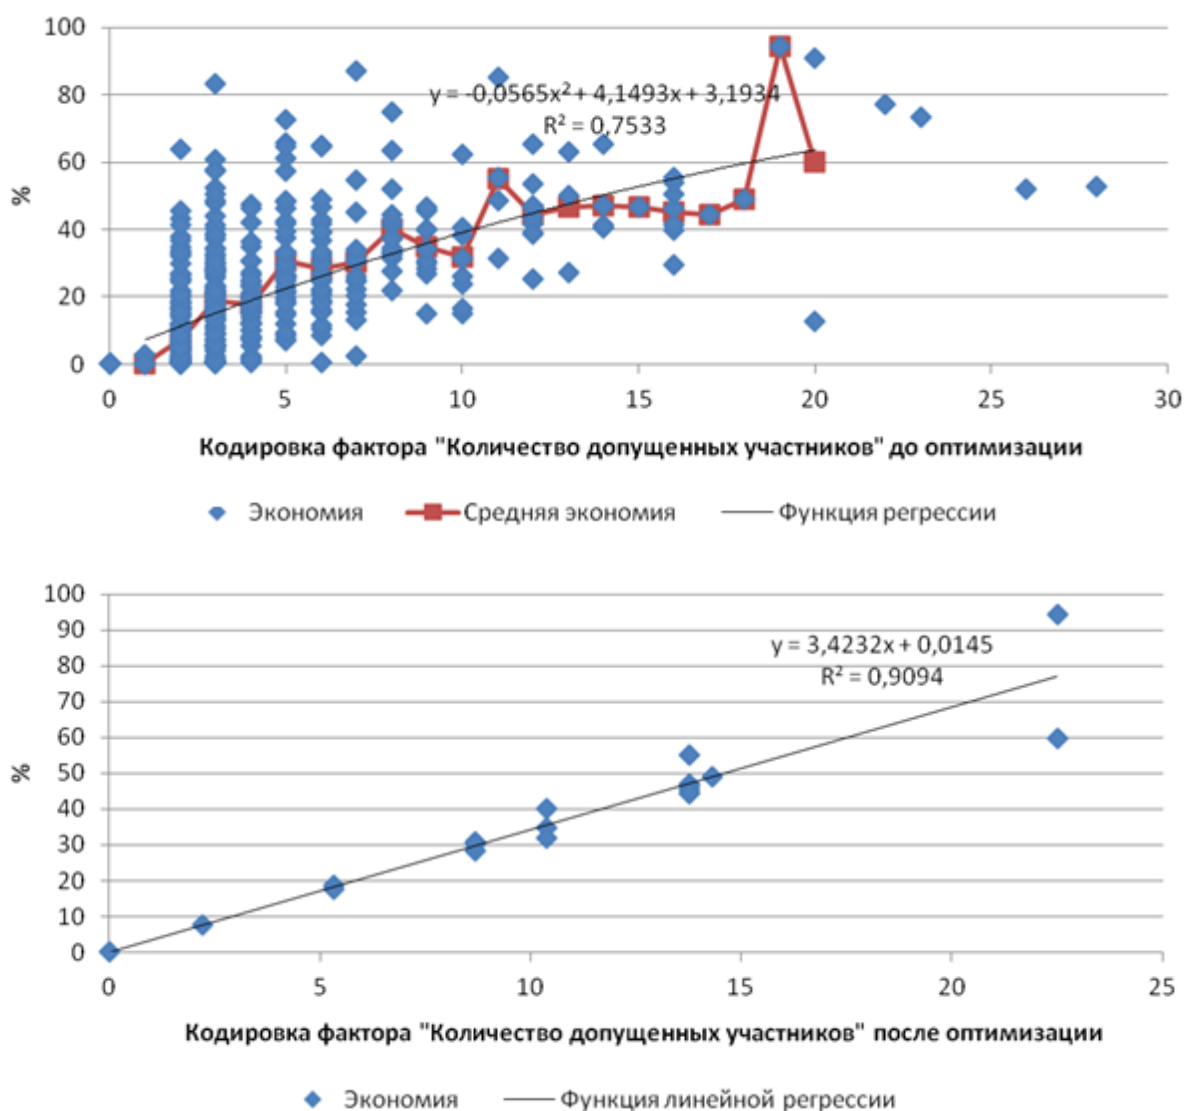 100
80
60
40
20
0
%
y = -0,0565x² + 4,1493x + 3,1934
R² = 0,7533
0 5 10 15 20 25 30
Кодировка фактора "Количество допущенных участников" до оптимизации
Экономия Средняя экономия Функция регрессии
100
90
80
70
60
50
40
30
20
10
0
%
y = 3,4232x + 0,0145
R² = 0,9094
0 5 10 15 20 25
Кодировка фактора "Количество допущенных участников" после оптимизации
Экономия Функция линейной регрессии